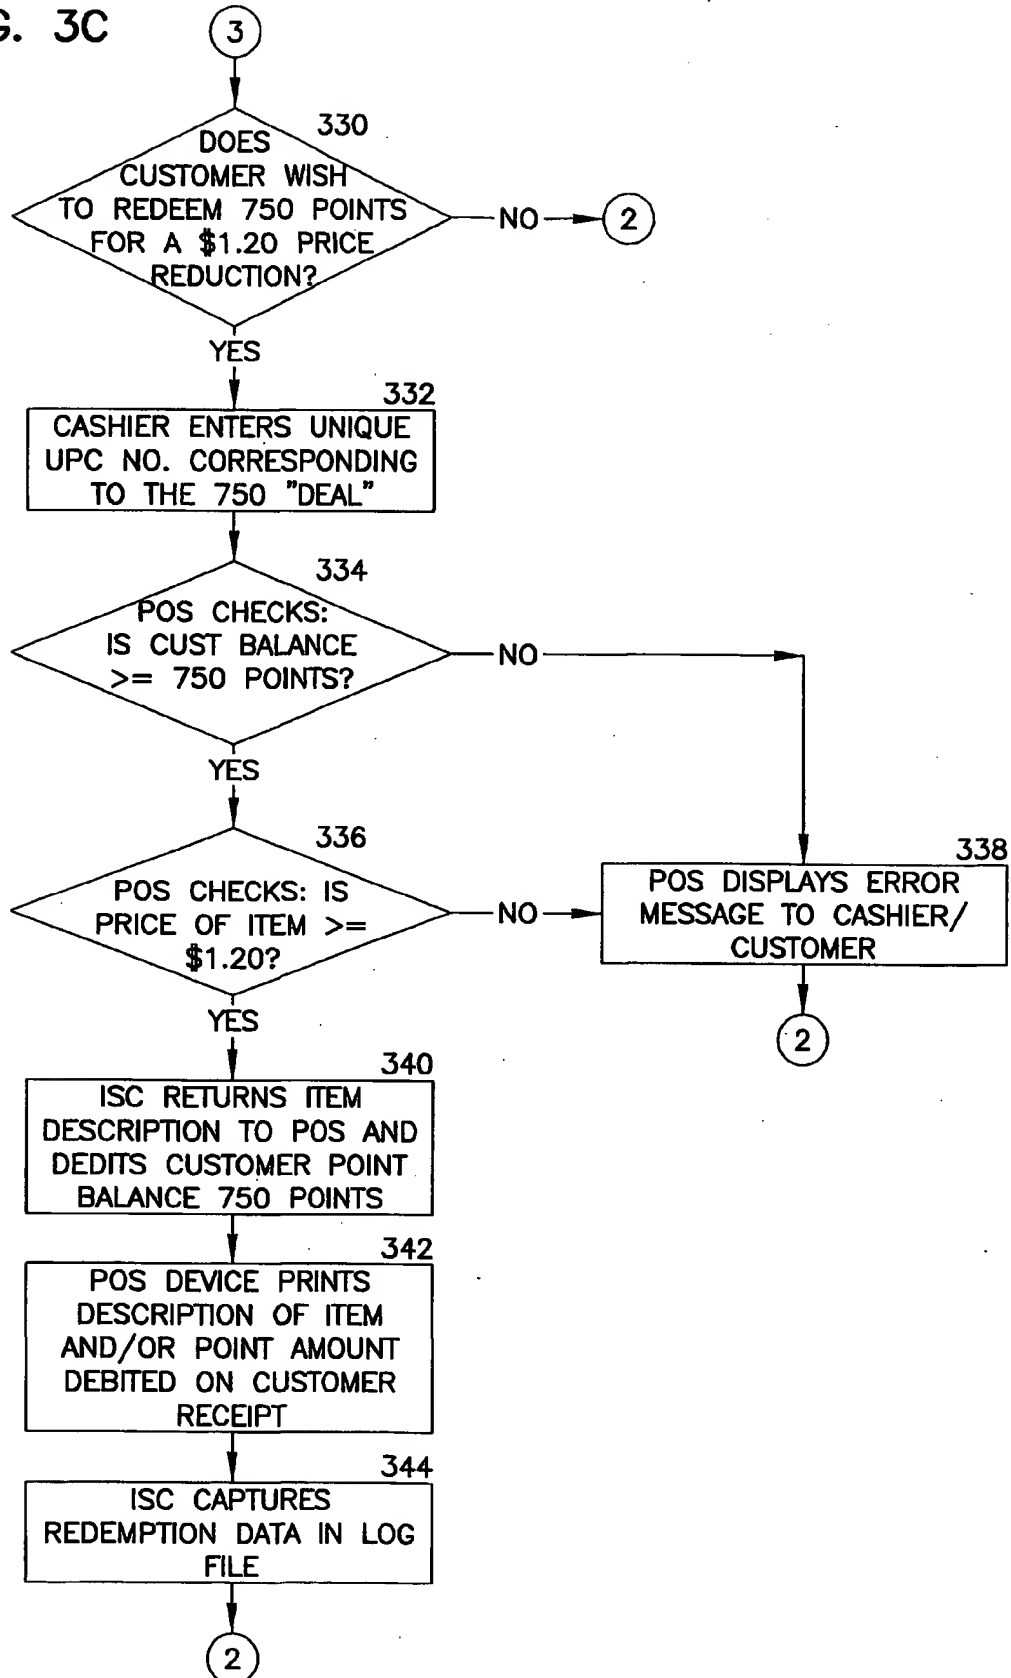 G. 3C
3
330
DOES
CUSTOMER WISH
TO REDEEM 750 POINTS
FOR A $1.20 PRICE
REDUCTION?
NO
2
YES
332
CASHIER ENTERS UNIQUE
UPC NO. CORRESPONDING
TO THE 750 "DEAL"
334
POS CHECKS:
IS CUST BALANCE
>= 750 POINTS?
NO
YES
336
POS CHECKS: IS
PRICE OF ITEM >=
$1.20?
NO
338
POS DISPLAYS ERROR
MESSAGE TO CASHIER/
CUSTOMER
2
YES
340
ISC RETURNS ITEM
DESCRIPTION TO POS AND
DEDITS CUSTOMER POINT
BALANCE 750 POINTS
342
POS DEVICE PRINTS
DESCRIPTION OF ITEM
AND/OR POINT AMOUNT
DEBITED ON CUSTOMER
RECEIPT
344
ISC CAPTURES
REDEMPTION DATA IN LOG
FILE
2